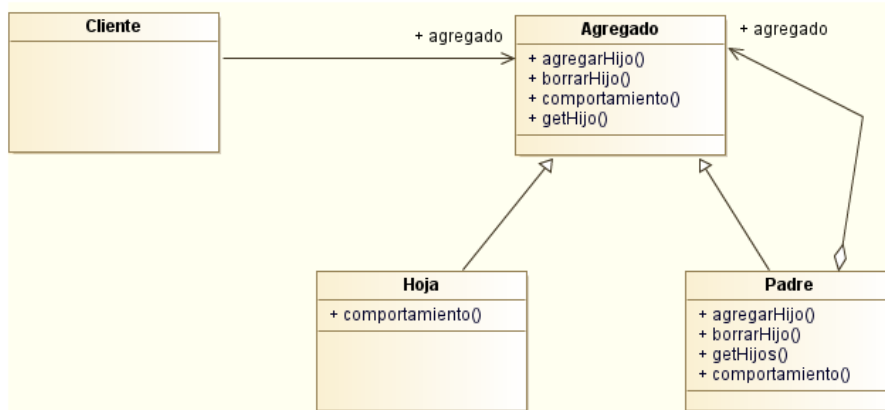 Cliente
+ agregado
Agregado
+ agregarHijo()
+ borrarHijo()
+ comportamiento()
+ getHijo()
+ agregado
Hoja
+ comportamiento()
Padre
+ agregarHijo()
+ borrarHijo()
+ getHijos()
+ comportamiento()